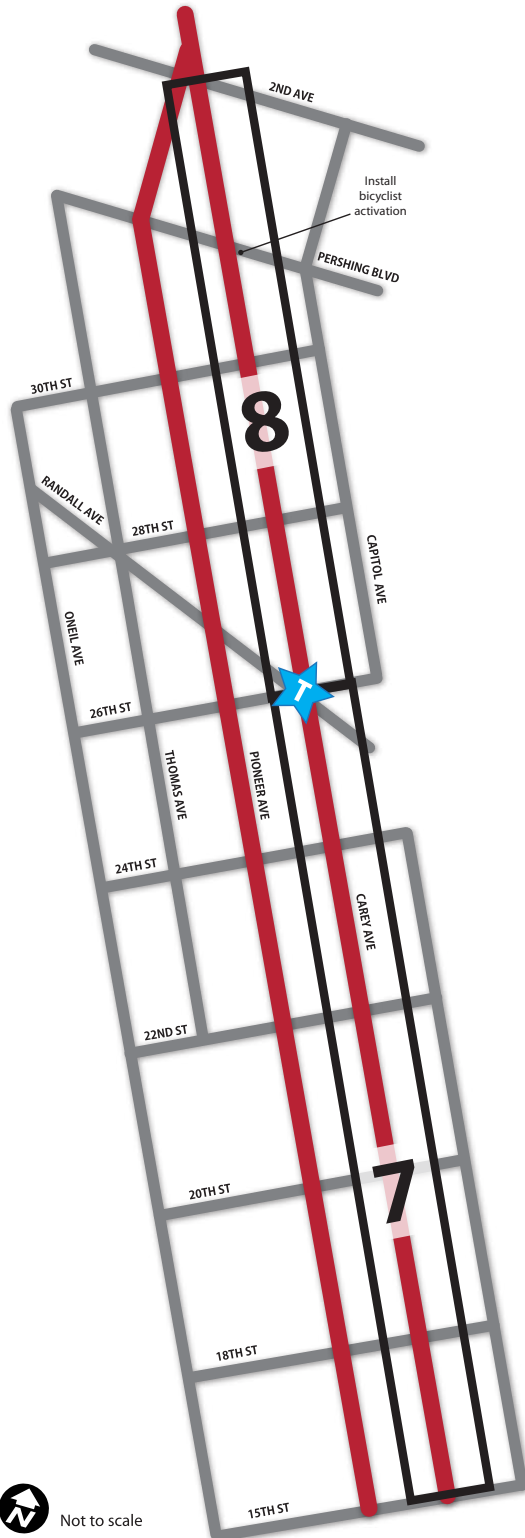 2ND AVE
Install
bicyclist
activation
PERSHING BLVD
30TH ST
8
RANDALL AVE
28TH ST
CAPITOL AVE
ONEIL AVE
T
26TH ST
THOMAS AVE
PIONEER AVE
24TH ST
CAREY AVE
22ND ST
7
20TH ST
18TH ST
15TH ST
N
Not to scale